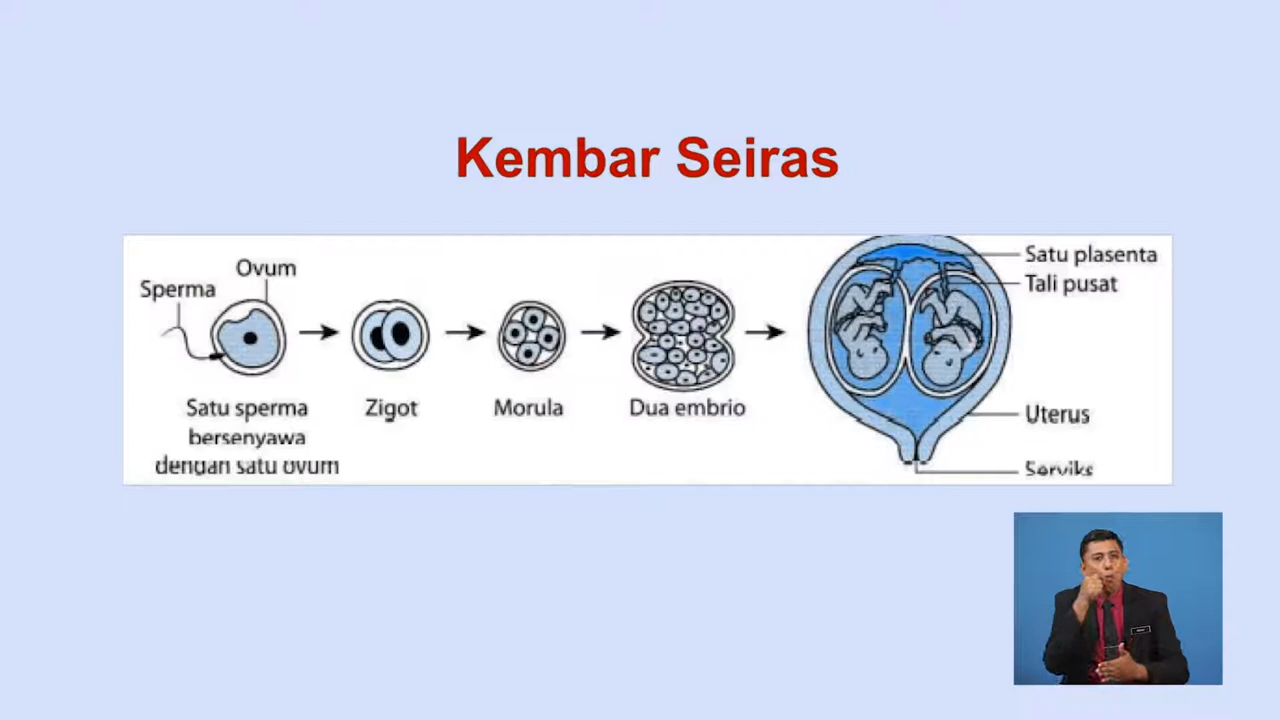 Kembar Seiras
Ovum
Sperma
Satu sperma
bersenyawa
dengan satu ovum
Zigot
Morula
Dua embrio
Satu plasenta
Tali pusat
Uterus
Serviks